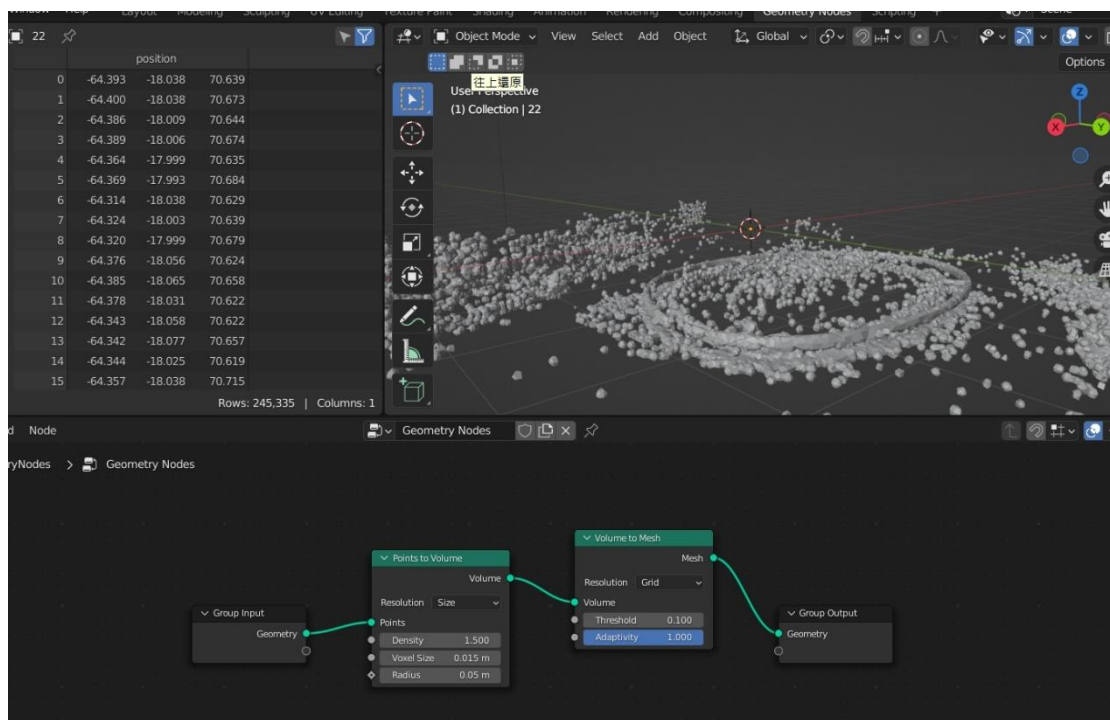 Window Help Layout Modeling Sculpting UV Editing Texture Paint Shading Animation Rendering Compositing Geometry Nodes Scripting + Scene
22
Object Mode View Select Add Object Global
Options
position
往上還原
User Perspective
(1) Collection | 22
0 -64.393 -18.038 70.639
1 -64.400 -18.038 70.673
2 -64.386 -18.009 70.644
3 -64.389 -18.006 70.674
4 -64.364 -17.999 70.635
5 -64.369 -17.993 70.684
6 -64.314 -18.038 70.629
7 -64.324 -18.003 70.639
8 -64.320 -17.999 70.679
9 -64.376 -18.056 70.624
10 -64.385 -18.065 70.658
11 -64.378 -18.031 70.622
12 -64.343 -18.058 70.622
13 -64.342 -18.077 70.657
14 -64.344 -18.025 70.619
15 -64.357 -18.038 70.715
Rows: 245,335 | Columns: 1
Z
X
Y
d Node
Geometry Nodes
ryNodes > Geometry Nodes
Group Input
Geometry
Points to Volume
Volume
Resolution Size
Points
Density 1.500
Voxel Size 0.015 m
Radius 0.05 m
Volume to Mesh
Mesh
Resolution Grid
Volume
Threshold 0.100
Adaptivity 1.000
Group Output
Geometry